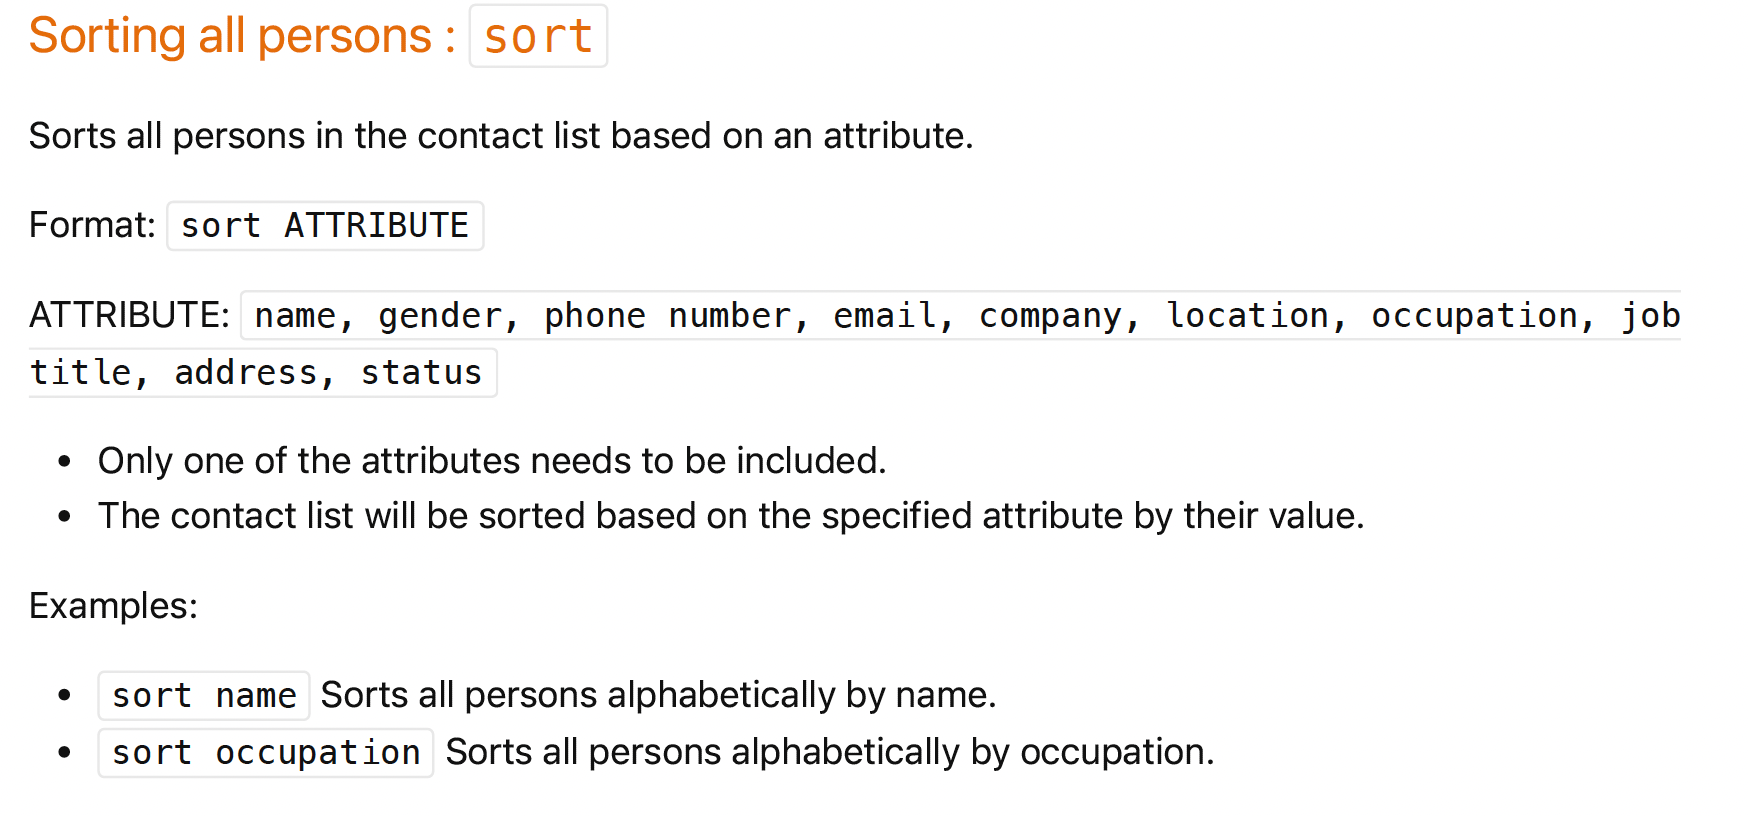 Sorting all persons : sort
Sorts all persons in the contact list based on an attribute.
Format: sort ATTRIBUTE
ATTRIBUTE: name, gender, phone number, email, company, location, occupation, job
title, address, status
• Only one of the attributes needs to be included.
• The contact list will be sorted based on the specified attribute by their value.
Examples:
• sort name Sorts all persons alphabetically by name.
• sort occupation Sorts all persons alphabetically by occupation.